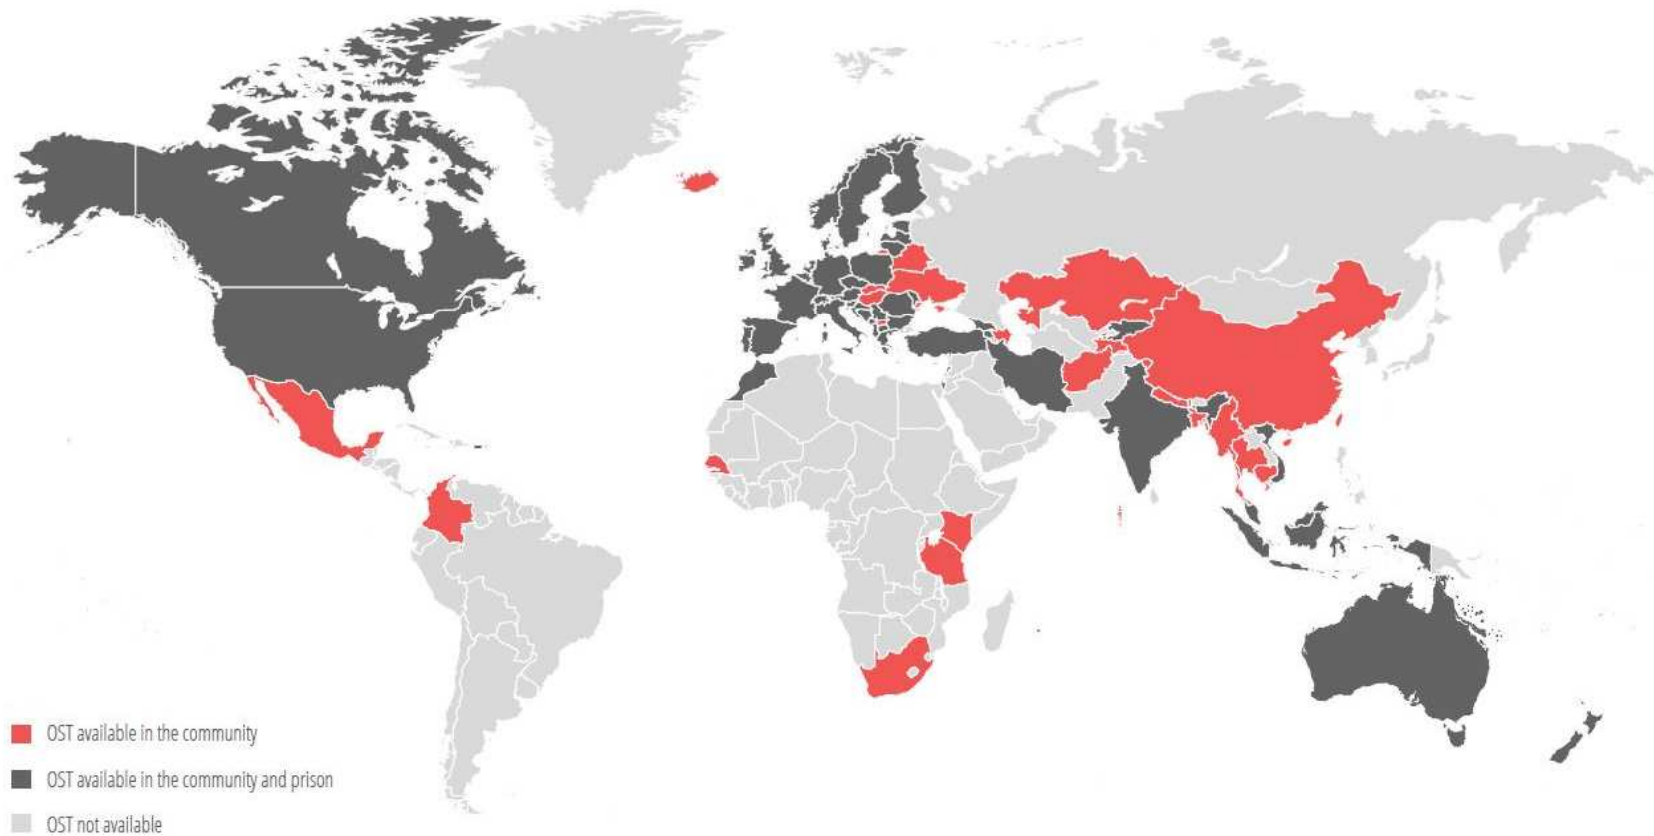 OST available in the community
OST available in the community and prison
OST not available